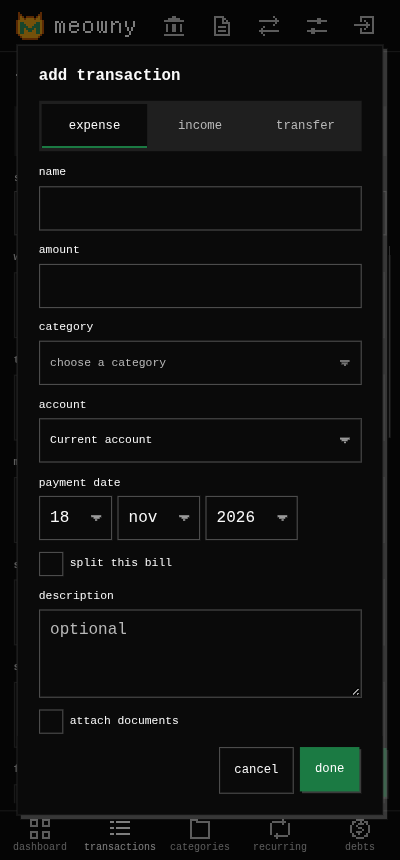 meowny
add transaction
expense income transfer
name
amount
category
choose a category
account
Current account
payment date
18 nov 2026
split this bill
description
optional
attach documents
cancel done
dashboard transactions categories recurring debts